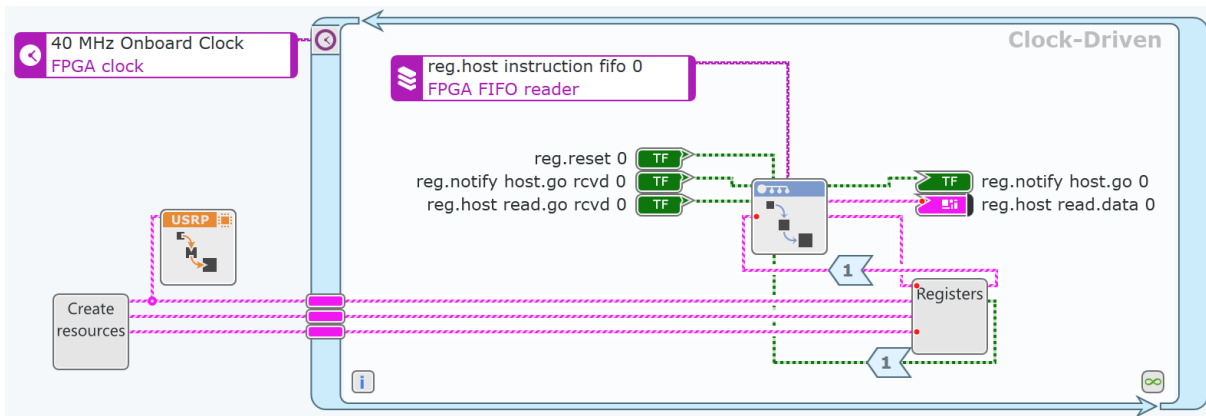 40 MHz Onboard Clock
FPGA clock
Clock-Driven
reg.host instruction fifo 0
FPGA FIFO reader
reg.reset 0
TF
reg.notify host.go rcvd 0
TF
reg.host read.go rcvd 0
TF
TF
reg.notify host.go 0
reg.host read.data 0
USRP
M
1
Registers
Create
resources
1
i